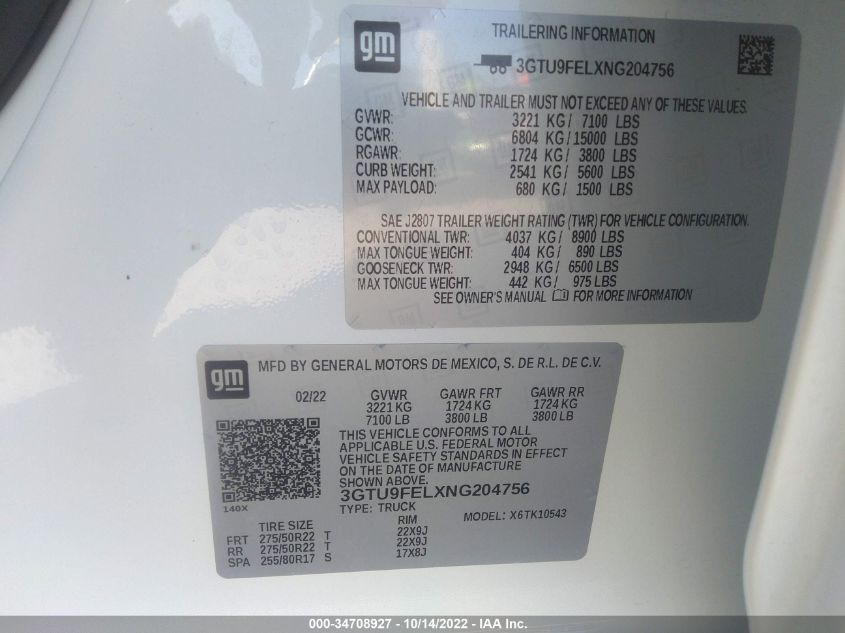 gm
TRAILERING INFORMATION
3GTU9FELXNG204756
VEHICLE AND TRAILER MUST NOT EXCEED ANY OF THESE VALUES.
GVWR: 3221 KG / 7100 LBS
GCWR: 6804 KG / 15000 LBS
RGAWR: 1724 KG / 3800 LBS
CURB WEIGHT: 2541 KG / 5600 LBS
MAX PAYLOAD: 680 KG / 1500 LBS
SAE J2807 TRAILER WEIGHT RATING (TWR) FOR VEHICLE CONFIGURATION.
CONVENTIONAL TWR: 4037 KG / 8900 LBS
MAX TONGUE WEIGHT: 404 KG / 890 LBS
GOOSENECK TWR: 2948 KG / 6500 LBS
MAX TONGUE WEIGHT: 442 KG / 975 LBS
SEE OWNER'S MANUAL FOR MORE INFORMATION
gm
MFD BY GENERAL MOTORS DE MEXICO, S. DE R.L. DE C.V.
02/22 GVWR GAWR FRT GAWR RR
3221 KG 1724 KG 1724 KG
7100 LB 3800 LB 3800 LB
THIS VEHICLE CONFORMS TO ALL
APPLICABLE U.S. FEDERAL MOTOR
VEHICLE SAFETY STANDARDS IN EFFECT
ON THE DATE OF MANUFACTURE
SHOWN ABOVE.
3GTU9FELXNG204756
140X
TYPE: TRUCK MODEL: X6TK10543
TIRE SIZE RIM
FRT 275/50R22 T 22X9J
RR 275/50R22 T 22X9J
SPA 255/80R17 S 17X8J
000-34708927 - 10/14/2022 - IAA Inc.